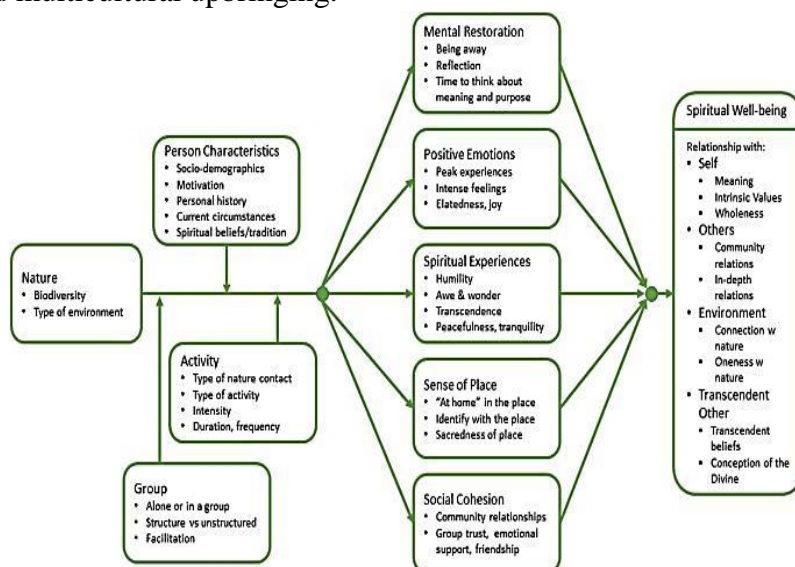 multicultural upbringing.
Nature
• Biodiversity
• Type of environment
Person Characteristics
• Socio-demographics
• Motivation
• Personal history
• Current circumstances
• Spiritual beliefs/tradition
Activity
• Type of nature contact
• Type of activity
• Intensity
• Duration, frequency
Group
• Alone or in a group
• Structure vs unstructured
• Facilitation
Mental Restoration
• Being away
• Reflection
• Time to think about
meaning and purpose
Positive Emotions
• Peak experiences
• Intense feelings
• Elatedness, joy
Spiritual Experiences
• Humility
• Awe & wonder
• Transcendence
• Peacefulness, tranquility
Sense of Place
• “At home” in the place
• Identify with the place
• Sacredness of place
Social Cohesion
• Community relationships
• Group trust, emotional
support, friendship
Spiritual Well-being
Relationship with:
• Self
• Meaning
• Intrinsic Values
• Wholeness
• Others
• Community
relations
• In-depth
relations
• Environment
• Connection w
nature
• Oneness w
nature
• Transcendent
Other
• Transcendent
beliefs
• Conception of the
Divine